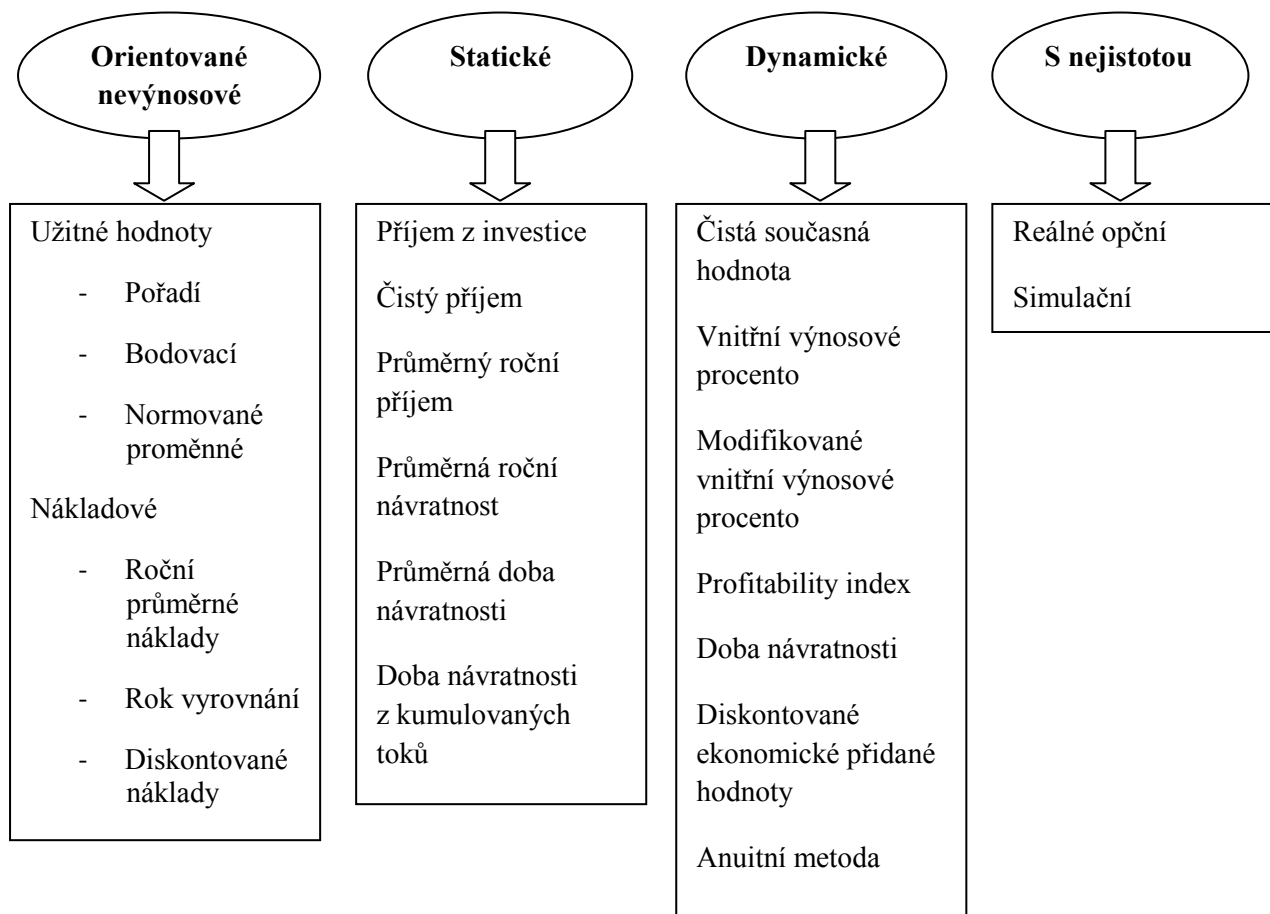 Orientované
nevýnosové
Užitné hodnoty
- Pořadí
- Bodovací
- Normované
proměnné
Nákladové
- Roční
průměrné
náklady
- Rok vyrovnání
- Diskontované
náklady
Statické
Příjem z investice
Čistý příjem
Průměrný roční
příjem
Průměrná roční
návratnost
Průměrná doba
návratnosti
Doba návratnosti
z kumulovaných
toků
Dynamické
Čistá současná
hodnota
Vnitřní výnosové
procento
Modifikované
vnitřní výnosové
procento
Profitability index
Doba návratnosti
Diskontované
ekonomické přidané
hodnoty
Anuitní metoda
S nejistotou
Reálné opční
Simulační